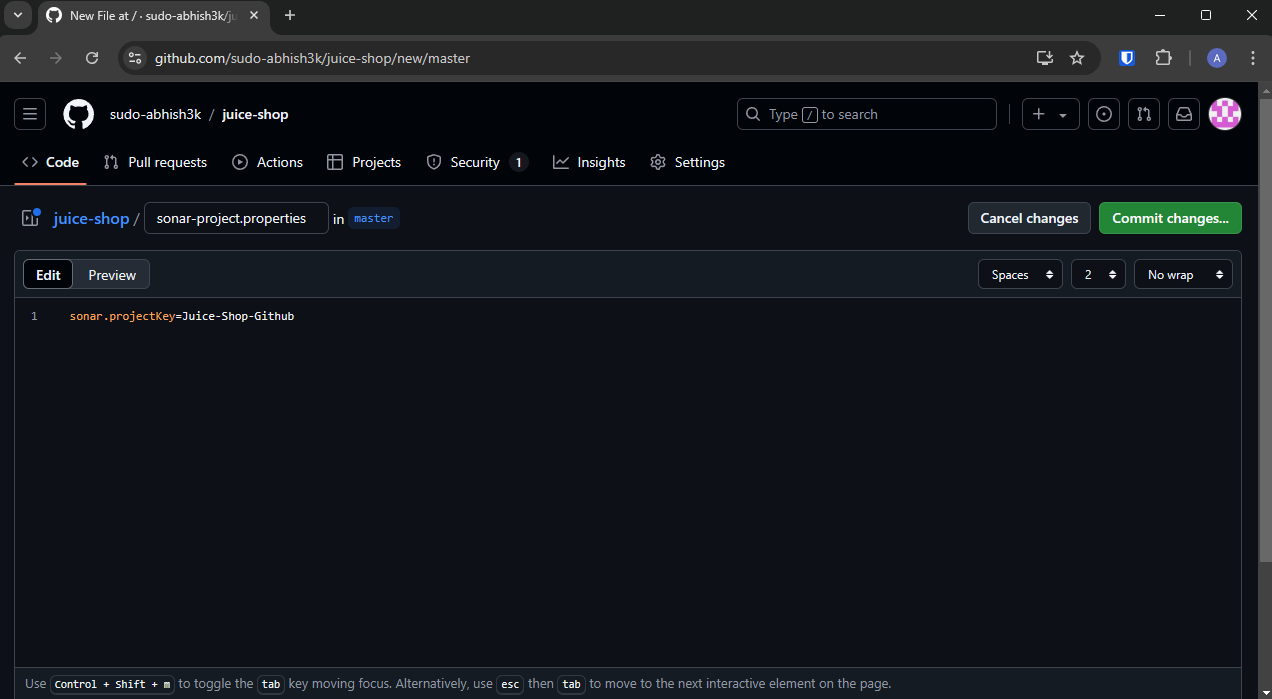 New File at / · sudo-abhish3k/ju
github.com/sudo-abhish3k/juice-shop/new/master
A
sudo-abhish3k / juice-shop
Type / to search
Code Pull requests Actions Projects Security 1 Insights Settings
juice-shop / sonar-project.properties in master
Cancel changes Commit changes...
Edit Preview
Spaces 2 No wrap
1 sonar.projectKey=Juice-Shop-Github
Use Control + Shift + m to toggle the tab key moving focus. Alternatively, use esc then tab to move to the next interactive element on the page.